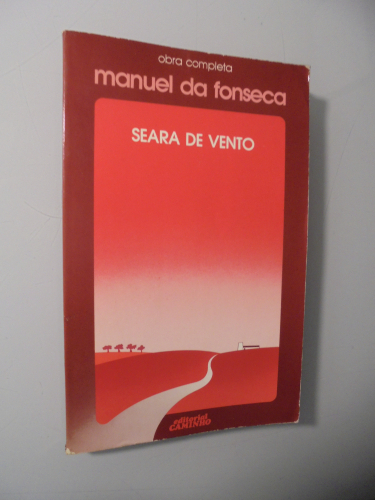 obra completa
manuel da fonseca
SEARA DE VENTO
editorial
CAMINHO